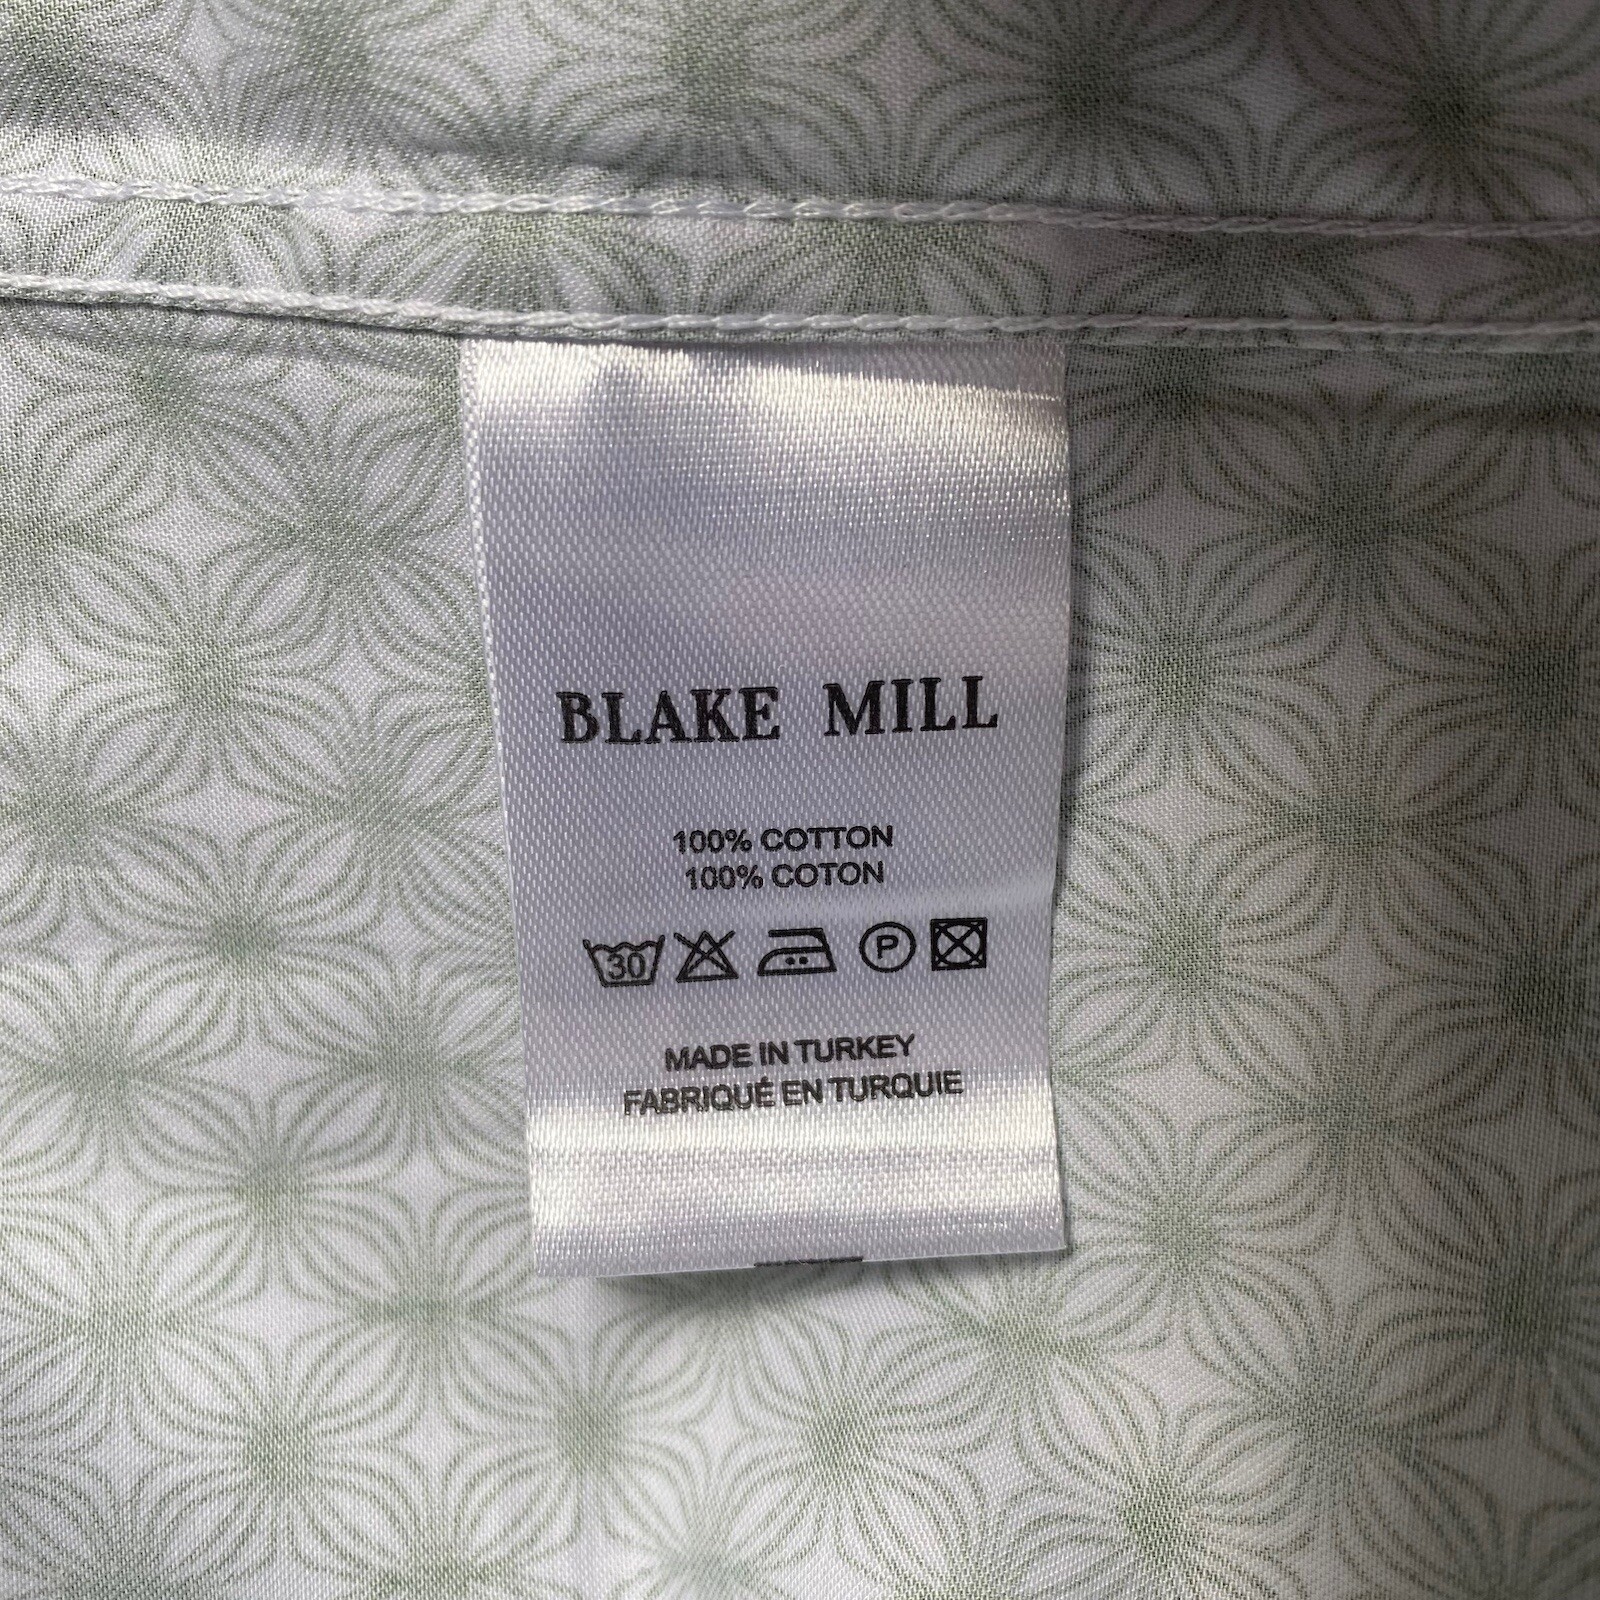 BLAKE MILL
100% COTTON
100% COTON
30 P
MADE IN TURKEY
FABRIQUÉ EN TURQUIE